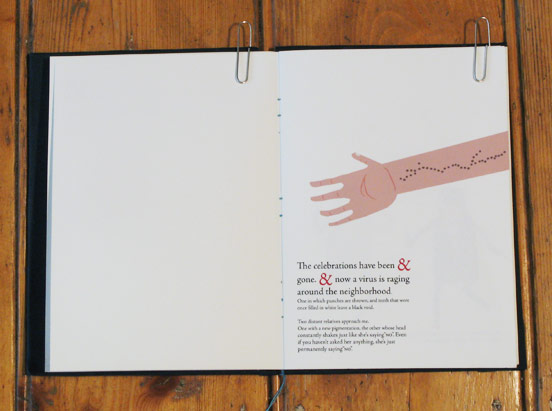 The celebrations have been &
gone. & now a virus is raging
around the neighborhood.
One in which punches are thrown, and teeth that were
once filled in white leave a black void.
Two distant relatives approach me.
One with a new pigmentation, the other whose head
constantly shakes just like she's saying "no". Even
if you haven't asked her anything, she's just
permanently saying "no".